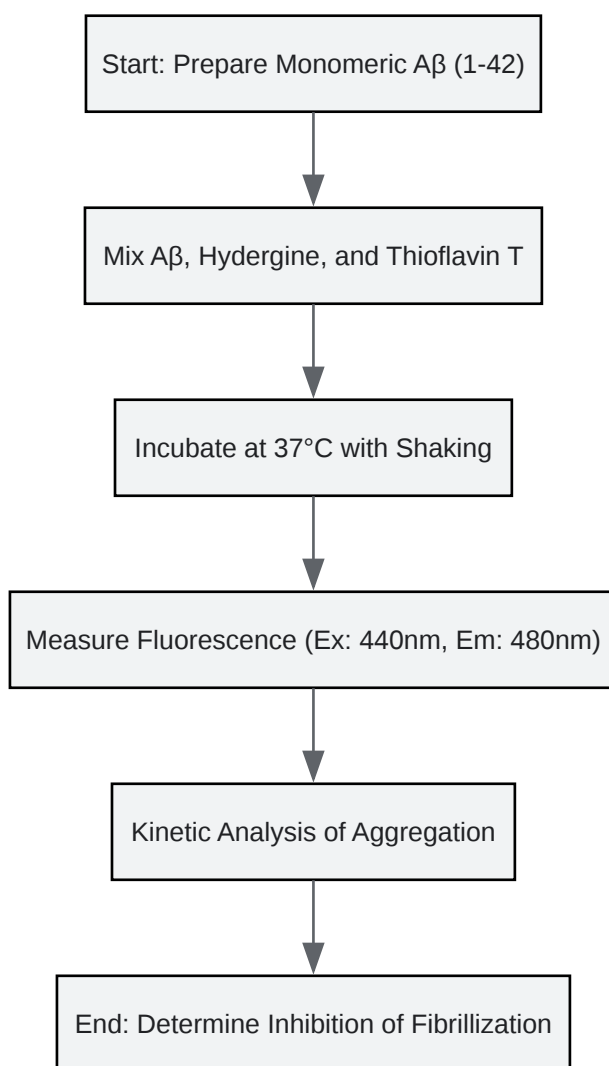 Start: Prepare Monomeric Aβ (1-42)
Mix Aβ, Hydergine, and Thioflavin T
Incubate at 37°C with Shaking
Measure Fluorescence (Ex: 440nm, Em: 480nm)
Kinetic Analysis of Aggregation
End: Determine Inhibition of Fibrillization